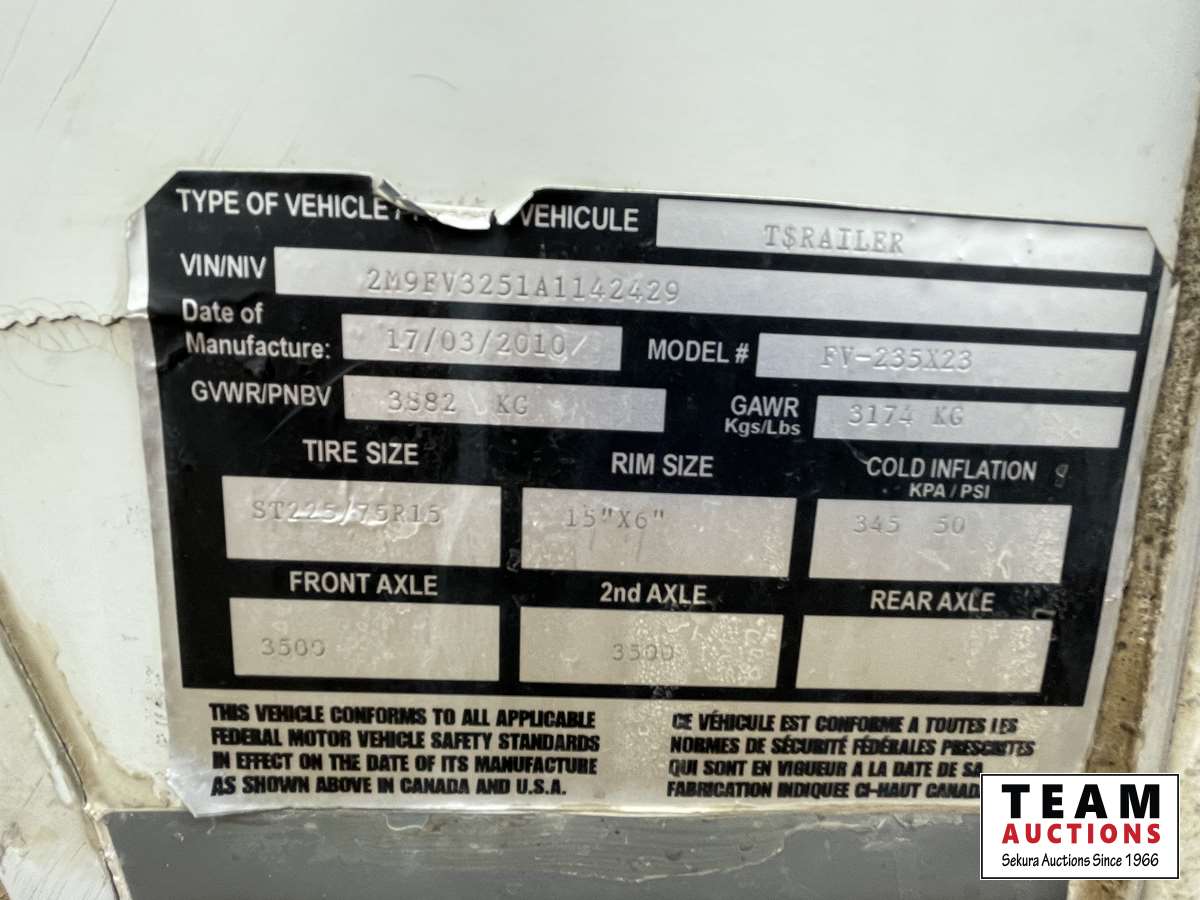 TYPE OF VEHICLE / VEHICULE T$RAILER
VIN/NIV 2M9FV3251A1142429
Date of
Manufacture: 17/03/2010/ MODEL # FV-235X23
GVWR/PNBV 3882 KG GAWR 3174 KG
Kgs/Lbs
TIRE SIZE RIM SIZE COLD INFLATION
KPA / PSI
ST225/75R15 15"X6" 345 50
FRONT AXLE 2nd AXLE REAR AXLE
3500 3500
THIS VEHICLE CONFORMS TO ALL APPLICABLE
FEDERAL MOTOR VEHICLE SAFETY STANDARDS
IN EFFECT ON THE DATE OF ITS MANUFACTURE
AS SHOWN ABOVE IN CANADA AND U.S.A.
CE VÉHICULE EST CONFORME A TOUTES LES
NORMES DE SÉCURITÉ FÉDÉRALES PRESCRITES
QUI SONT EN VIGUEUR A LA DATE DE SA
FABRICATION INDIQUEE CI-HAUT CANAD
TEAM
AUCTIONS
Sekura Auctions Since 1966